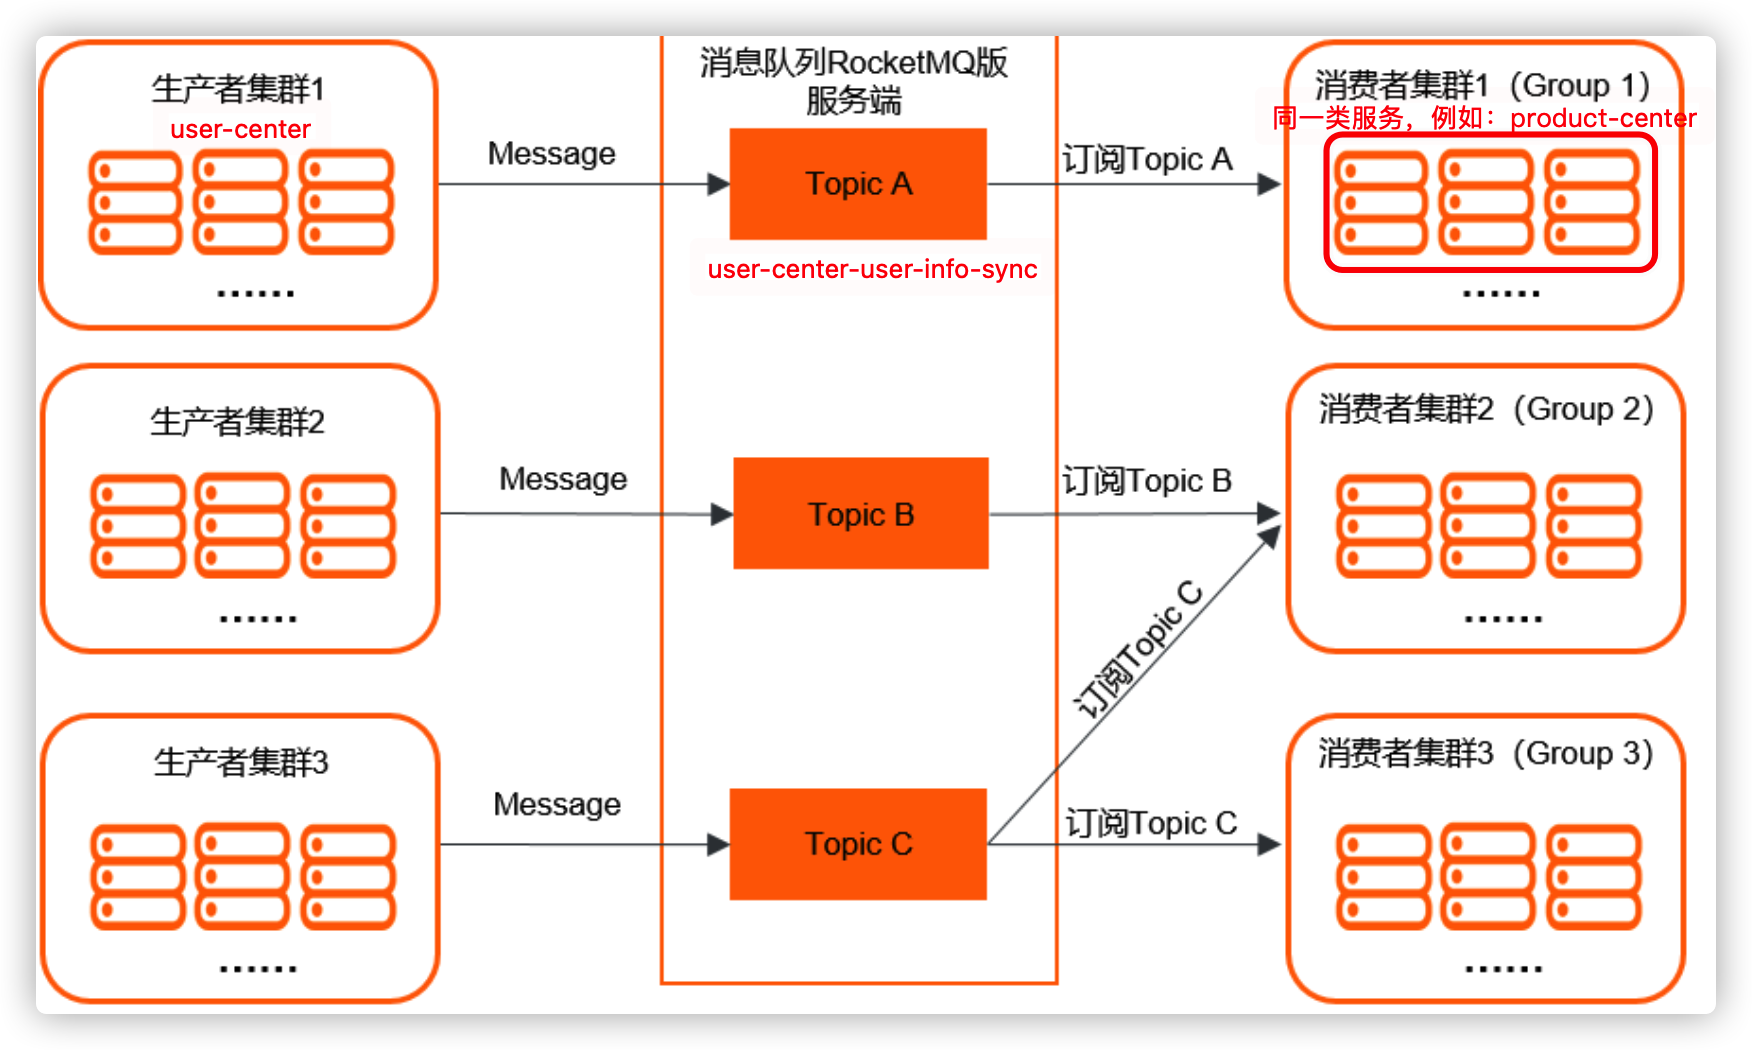 生产者集群1
user-center
Message
消息队列RocketMQ版
服务端
Topic A
user-center-user-info-sync
订阅Topic A
消费者集群1（Group 1）
同一类服务，例如：product-center
......
......
生产者集群2
Message
Topic B
订阅Topic B
消费者集群2（Group 2）
......
......
订阅Topic C
生产者集群3
Message
Topic C
订阅Topic C
消费者集群3（Group 3）
......
......